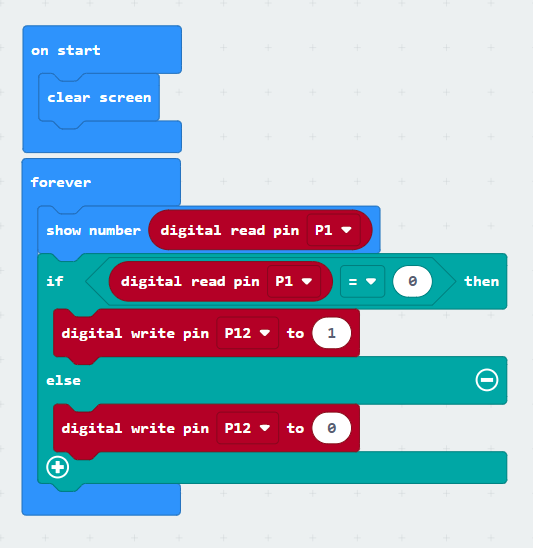 on start
clear screen
forever
show number digital read pin P1
if digital read pin P1 = 0 then
digital write pin P12 to 1
else
digital write pin P12 to 0